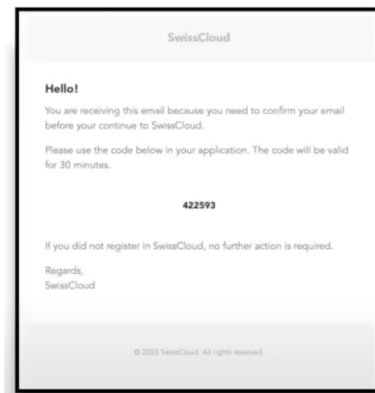 SwissCloud
Hello!
You are receiving this email because you need to confirm your email
before your continue to SwissCloud.
Please use the code below in your application. The code will be valid
for 30 minutes.
422593
If you did not register in SwissCloud, no further action is required.
Regards,
SwissCloud
© 2023 SwissCloud. All rights reserved.